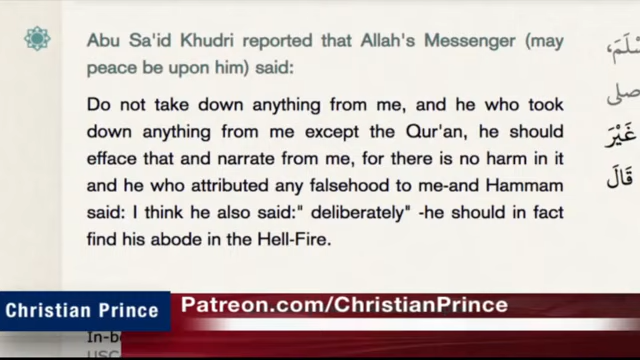 Abu Sa'id Khudri reported that Allah's Messenger (may
peace be upon him) said:
Do not take down anything from me, and he who took
down anything from me except the Qur'an, he should
efface that and narrate from me, for there is no harm in it
and he who attributed any falsehood to me-and Hammam
said: I think he also said:" deliberately" -he should in fact
find his abode in the Hell-Fire.
صلى
غَيْرَ
قَالَ
Christian Prince
Patreon.com/ChristianPrince